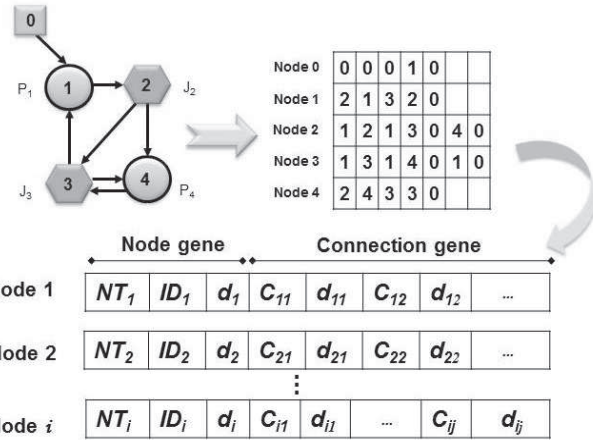 0
P1 1 2 J2
J3 3 4 P4
Node 0 0 0 0 1 0
Node 1 2 1 3 2 0
Node 2 1 2 1 3 0 4 0
Node 3 1 3 1 4 0 1 0
Node 4 2 4 3 3 0
Node gene Connection gene
ode 1 NT1 ID1 d1 C11 d11 C12 d12 ...
ode 2 NT2 ID2 d2 C21 d21 C22 d22 ...
⋮
ode i NTi IDi di Ci1 di1 ... Cij dij